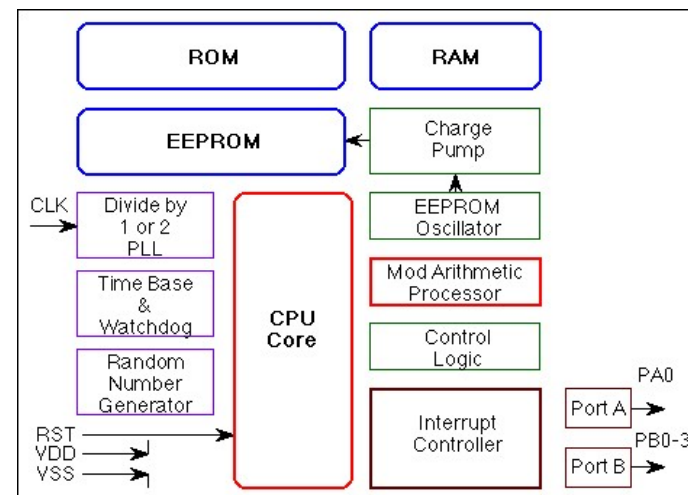 ROM
RAM
EEPROM
Charge
Pump
CLK
Divide by
1 or 2
PLL
EEPROM
Oscillator
Time Base
&
Watchdog
CPU
Core
Mod Arithmetic
Processor
Control
Logic
Random
Number
Generator
Interrupt
Controller
RST
VDD
VSS
Port A
PA0
Port B
PB0-3